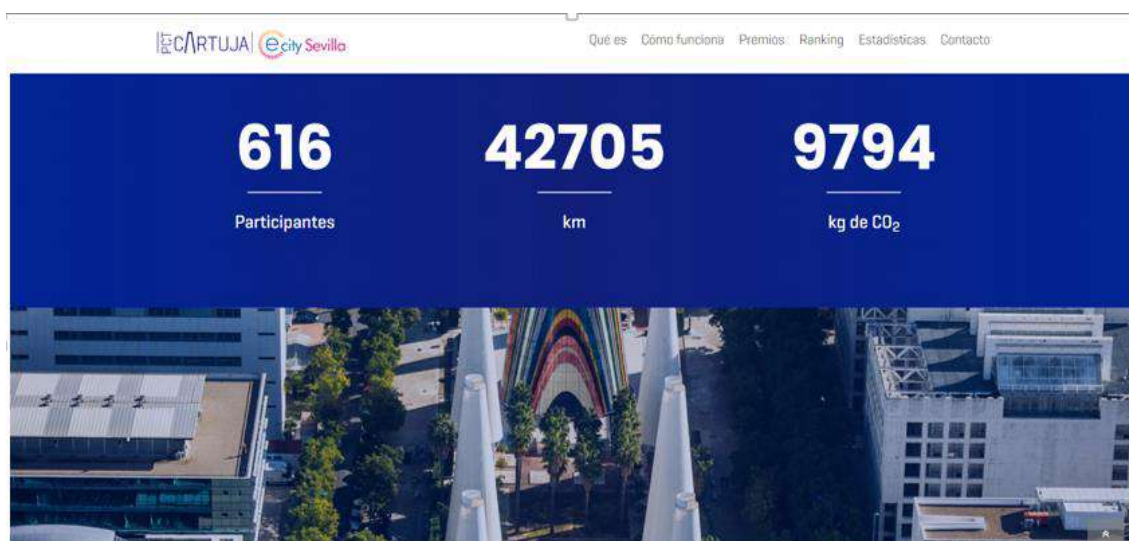 PCT CARTUJA ecity Sevilla
Qué es Cómo funciona Premios Ranking Estadísticas Contacto
616 42705 9794
Participantes km kg de CO₂